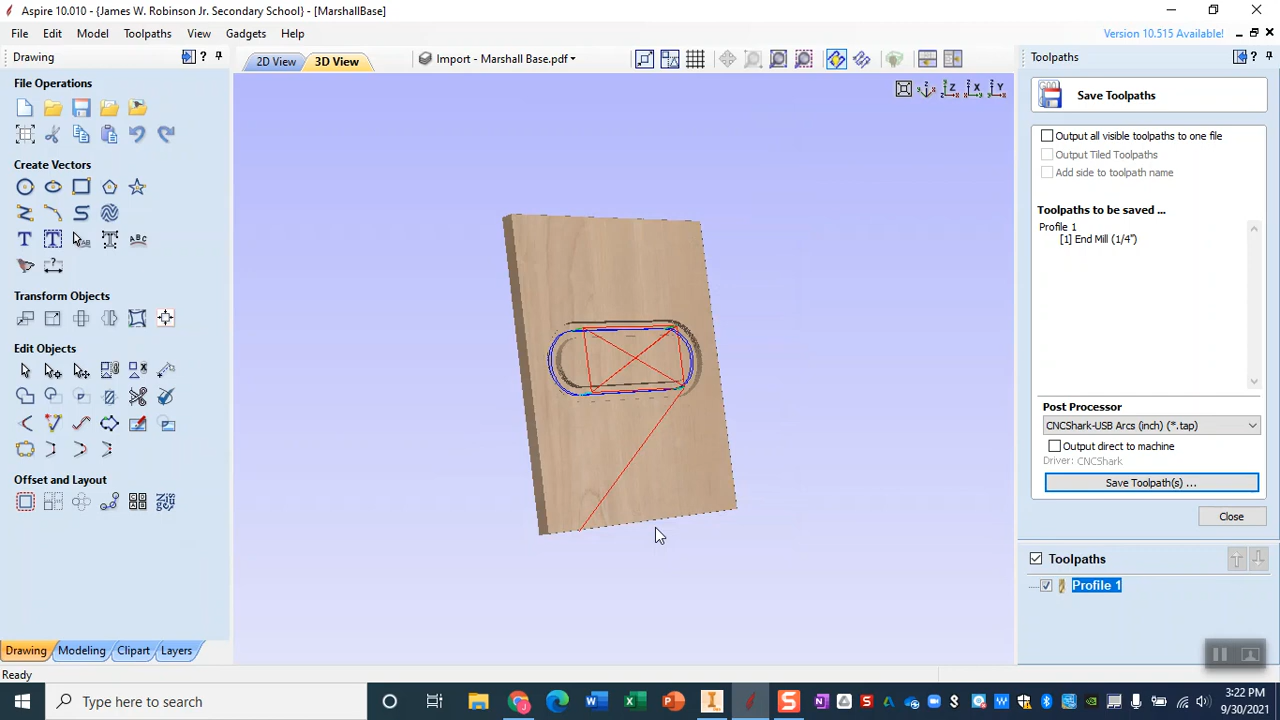 Aspire 10.010 - {James W. Robinson Jr. Secondary School} - [MarshallBase]
File Edit Model Toolpaths View Gadgets Help
Version 10.515 Available!
Drawing
2D View 3D View
Import - Marshall Base.pdf
Toolpaths
File Operations
Create Vectors
Transform Objects
Edit Objects
Offset and Layout
Z X Y
Save Toolpaths
Output all visible toolpaths to one file
Output Tiled Toolpaths
Add side to toolpath name
Toolpaths to be saved ...
Profile 1
[1] End Mill (1/4")
Post Processor
CNCShark-USB Arcs (inch) (*.tap)
Output direct to machine
Driver: CNCShark
Save Toolpath(s) ...
Close
Toolpaths
Profile 1
Drawing Modeling Clipart Layers
Ready
Type here to search
3:22 PM
9/30/2021